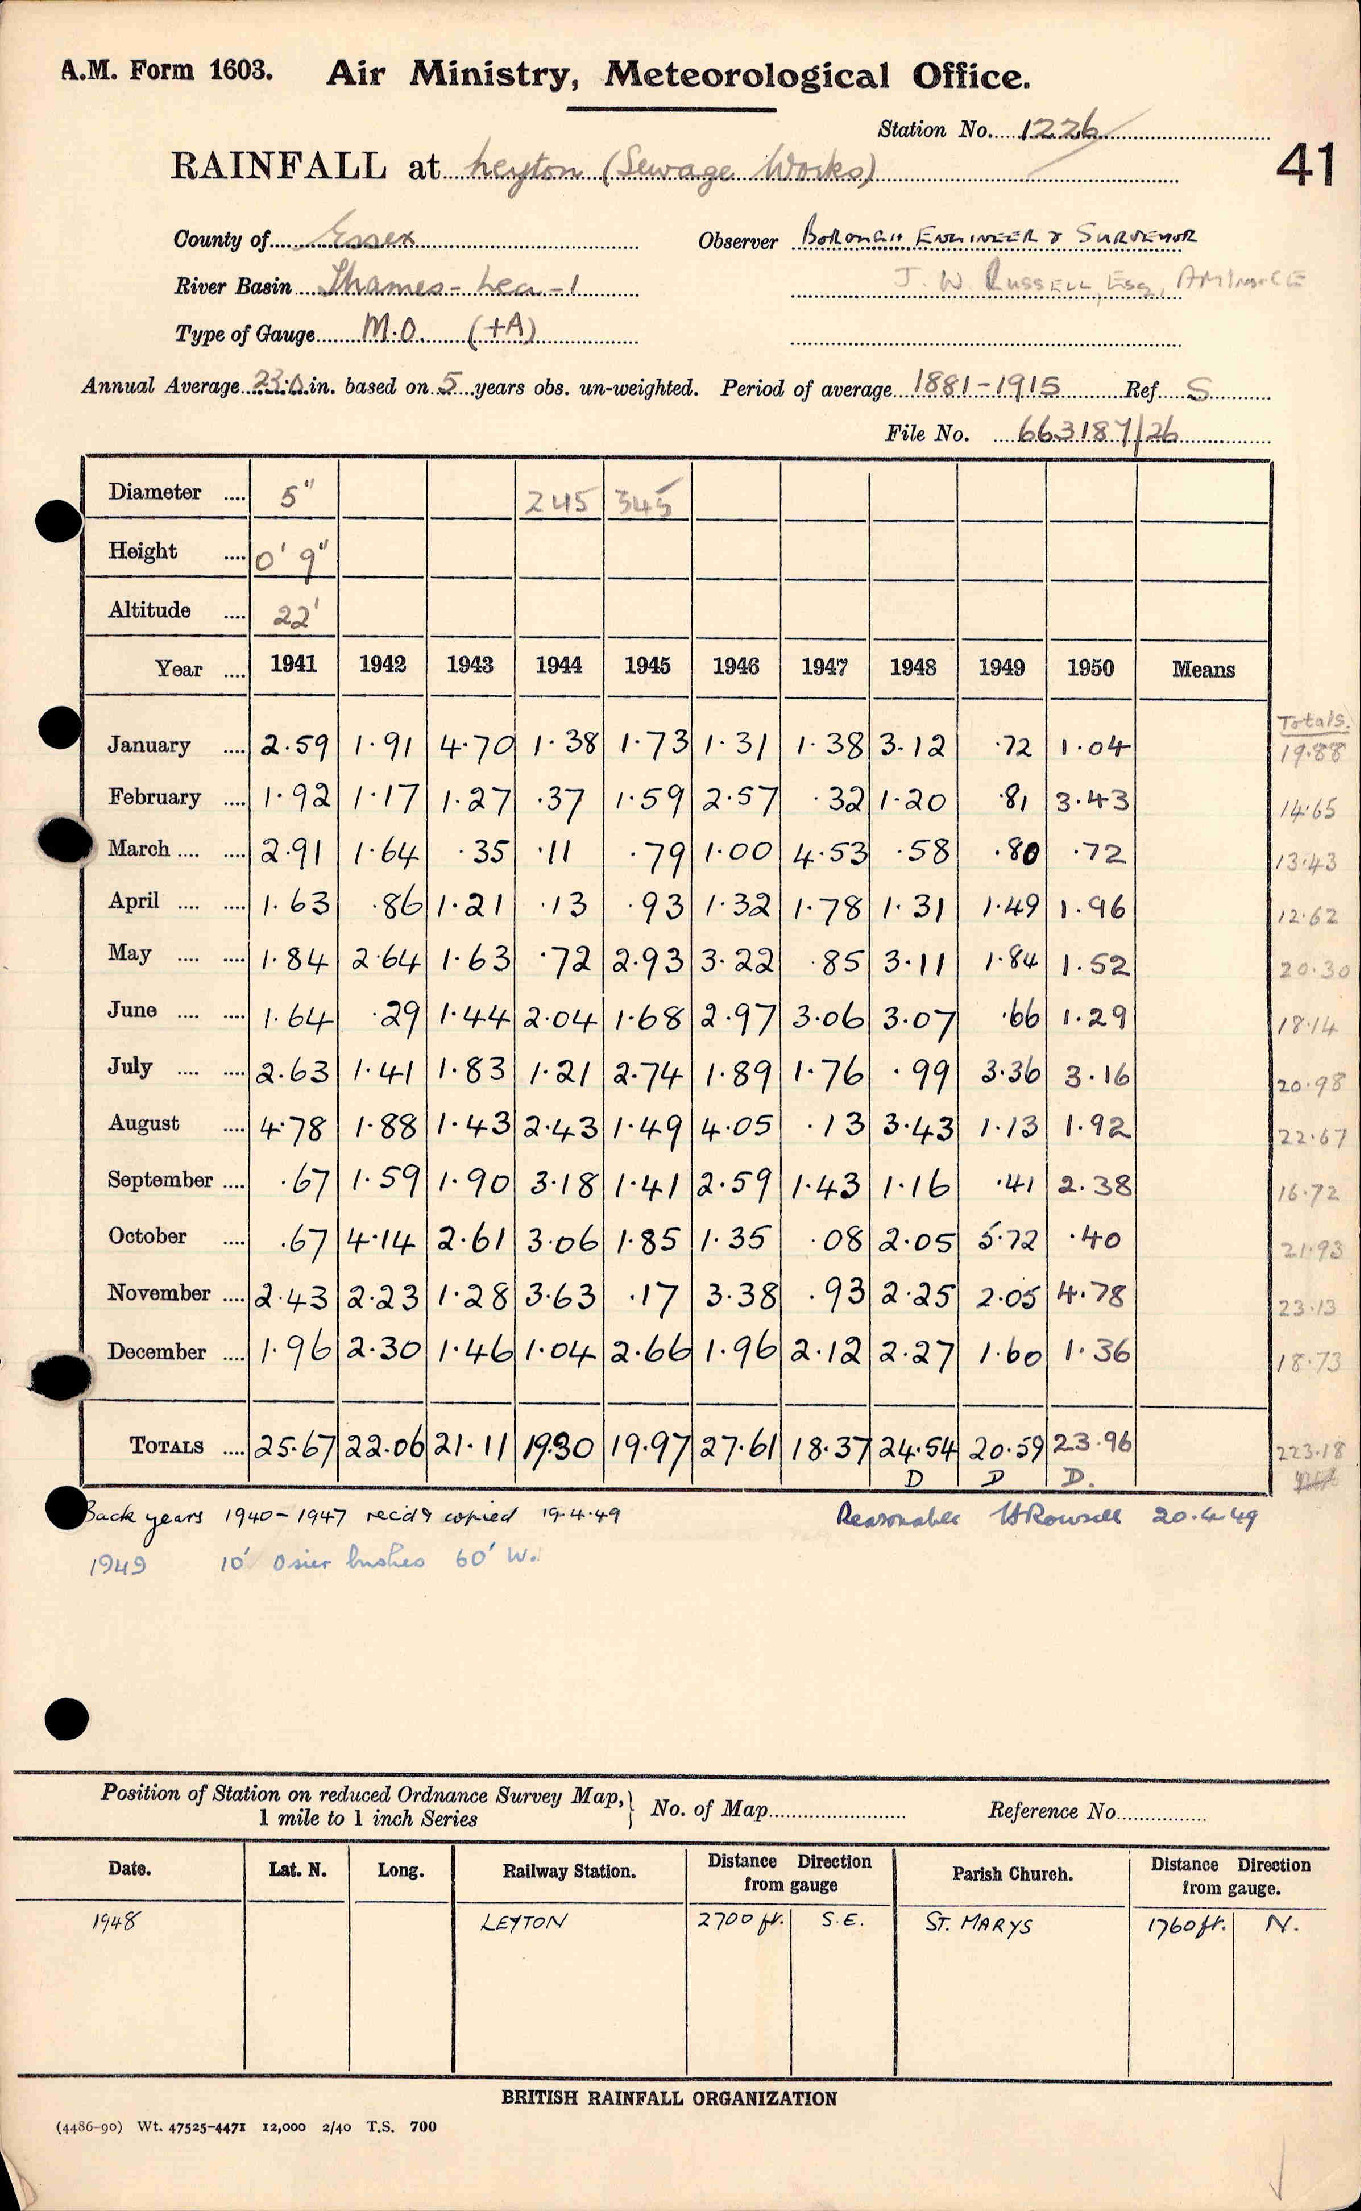 A.M. Form 1603. Air Ministry, Meteorological Office.
Station No. 1226
41
RAINFALL at Leyton (Sewage Works)
County of Essex Observer BOROUGH ENGINEER & SURVEYOR
River Basin Thames - Lea - 1 J. W. RUSSELL, Esq.,
Type of Gauge M.O. (+A)
Annual Average 23.0 in. based on 5 years obs. un-weighted. Period of average 1881-1915 Ref S
File No. 663187/26
Diameter .... 5" 245 345
Height .... 0' 9"
Altitude .... 22'
Year .... 1941 1942 1943 1944 1945 1946 1947 1948 1949 1950 Means
Totals.
January .... 2.59 1.91 4.70 1.38 1.73 1.31 1.38 3.12 .72 1.04 19.88
February .... 1.92 1.17 1.27 .37 1.59 2.57 .32 1.20 .81 3.43 14.65
March .... .... 2.91 1.64 .35 .11 .79 1.00 4.53 .58 .80 .72 13.43
April .... .... 1.63 .86 1.21 .13 .93 1.32 1.78 1.31 1.49 1.96 12.62
May .... .... 1.84 2.64 1.63 .72 2.93 3.22 .85 3.11 1.84 1.52 20.30
June .... .... 1.64 .29 1.44 2.04 1.68 2.97 3.06 3.07 .66 1.29 18.14
July .... .... 2.63 1.41 1.83 1.21 2.74 1.89 1.76 .99 3.36 3.16 20.98
August .... 4.78 1.88 1.43 2.43 1.49 4.05 .13 3.43 1.13 1.92 22.67
September .... .67 1.59 1.90 3.18 1.41 2.59 1.43 1.16 .41 2.38 16.72
October .... .67 4.14 2.61 3.06 1.85 1.35 .08 2.05 5.72 .40 21.93
November .... 2.43 2.23 1.28 3.63 .17 3.38 .93 2.25 2.05 4.78 23.13
December .... 1.96 2.30 1.46 1.04 2.66 1.96 2.12 2.27 1.60 1.36 18.73
TOTALS .... 25.67 22.06 21.11 19.30 19.97 27.61 18.37 24.54 20.59 23.96 223.18
D D D.
Back years 1940-1947 rec'd & copied 19-4-49 Reasonable HRowsell 20.4.49
1949 10' Osier bushes 60' W.
Position of Station on reduced Ordnance Survey Map, 1 mile to 1 inch Series } No. of Map Reference No.
Date. Lat. N. Long. Railway Station. Distance Direction from gauge Parish Church. Distance Direction from gauge.
1948 LEYTON 2700 ft. S.E. ST. MARYS 1760 ft. N.
BRITISH RAINFALL ORGANIZATION
(4486-90) Wt. 47525-4471 12,000 2/40 T.S. 700